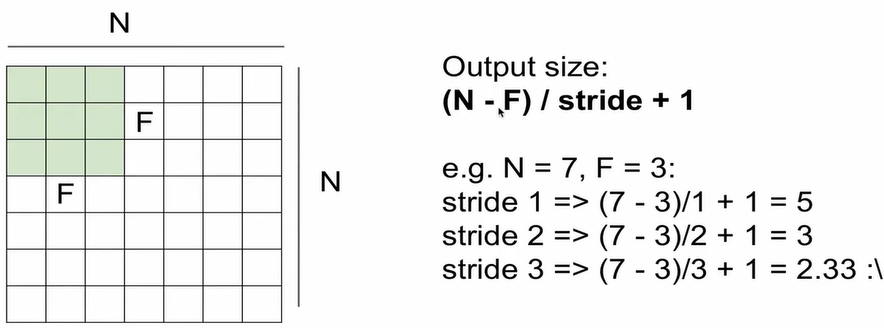 N
F
F
N
Output size:
(N - F) / stride + 1
e.g. N = 7, F = 3:
stride 1 => (7 - 3)/1 + 1 = 5
stride 2 => (7 - 3)/2 + 1 = 3
stride 3 => (7 - 3)/3 + 1 = 2.33 :\